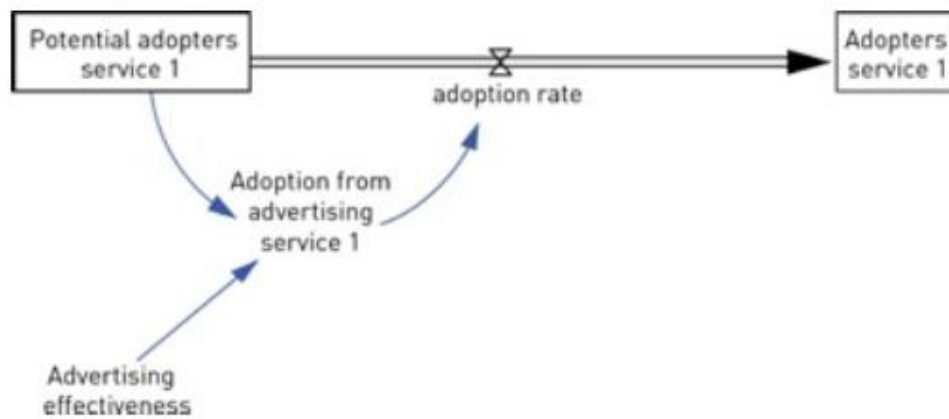 Potential adopters
service 1
Adopters
service 1
adoption rate
Adoption from
advertising
service 1
Advertising
effectiveness